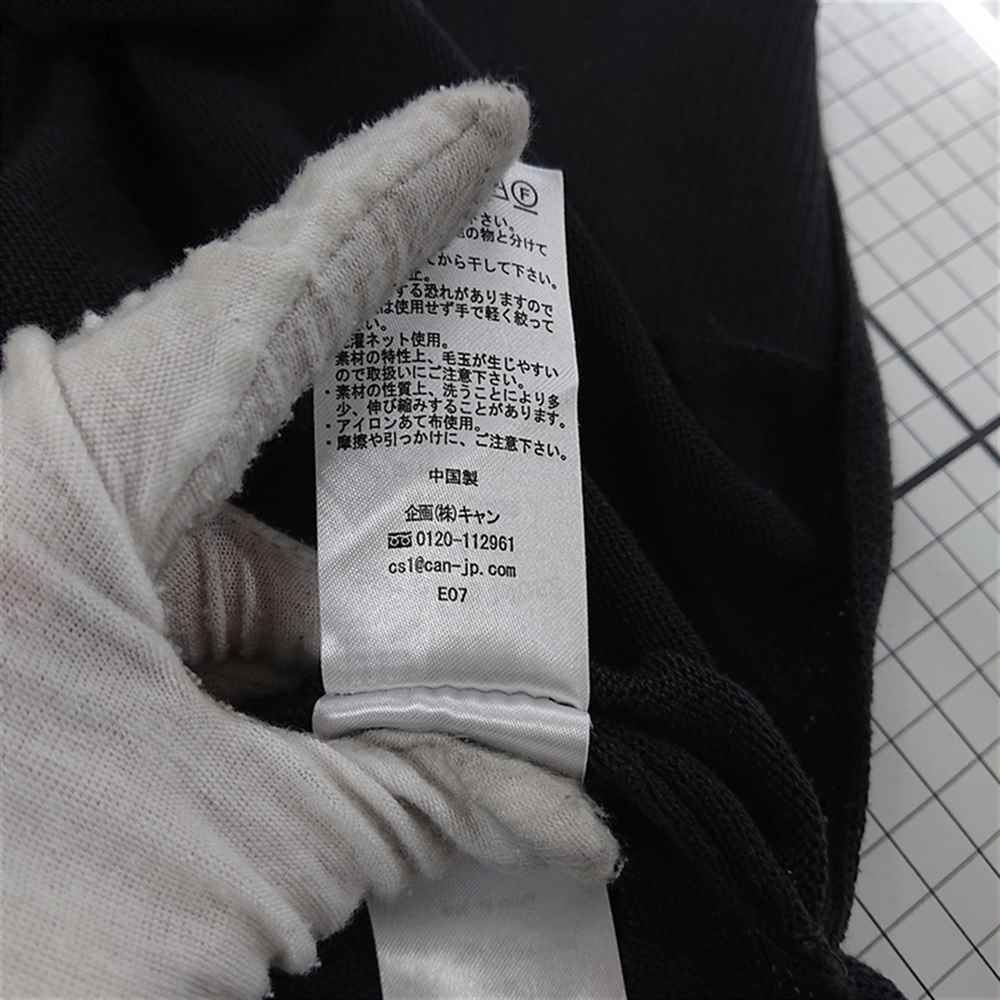 F
下さい。
の物と分けて
から干して下さい。
止。
する恐れがありますので
は使用せず手で軽く絞って
い。
濯ネット使用。
素材の特性上、毛玉が生じやすい
ので取扱いにご注意下さい。
・素材の性質上、洗うことにより多
少、伸び縮みすることがあります。
・アイロンあて布使用。
・摩擦や引っかけに、ご注意下さい。
中国製
企画(株)キャン
0120-112961
cs1@can-jp.com
E07